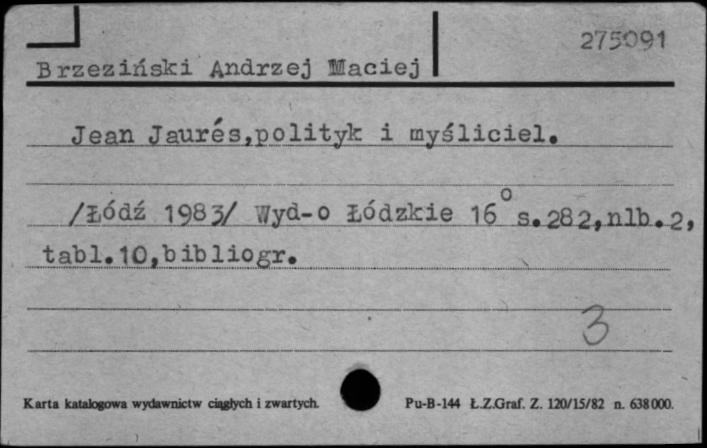 275091
Brzeziński Andrzej Maciej
Jean Jaurés,polityk i myśliciel.
/Łódź 1983/ Wyd-o Łódzkie 16° s.282,nlb.2,
tabl.10,bibliogr.
3
Karta katalogowa wydawnictw ciągłych i zwartych.
Pu-B-144 Ł.Z.Graf. Z. 120/15/82 n. 638000.